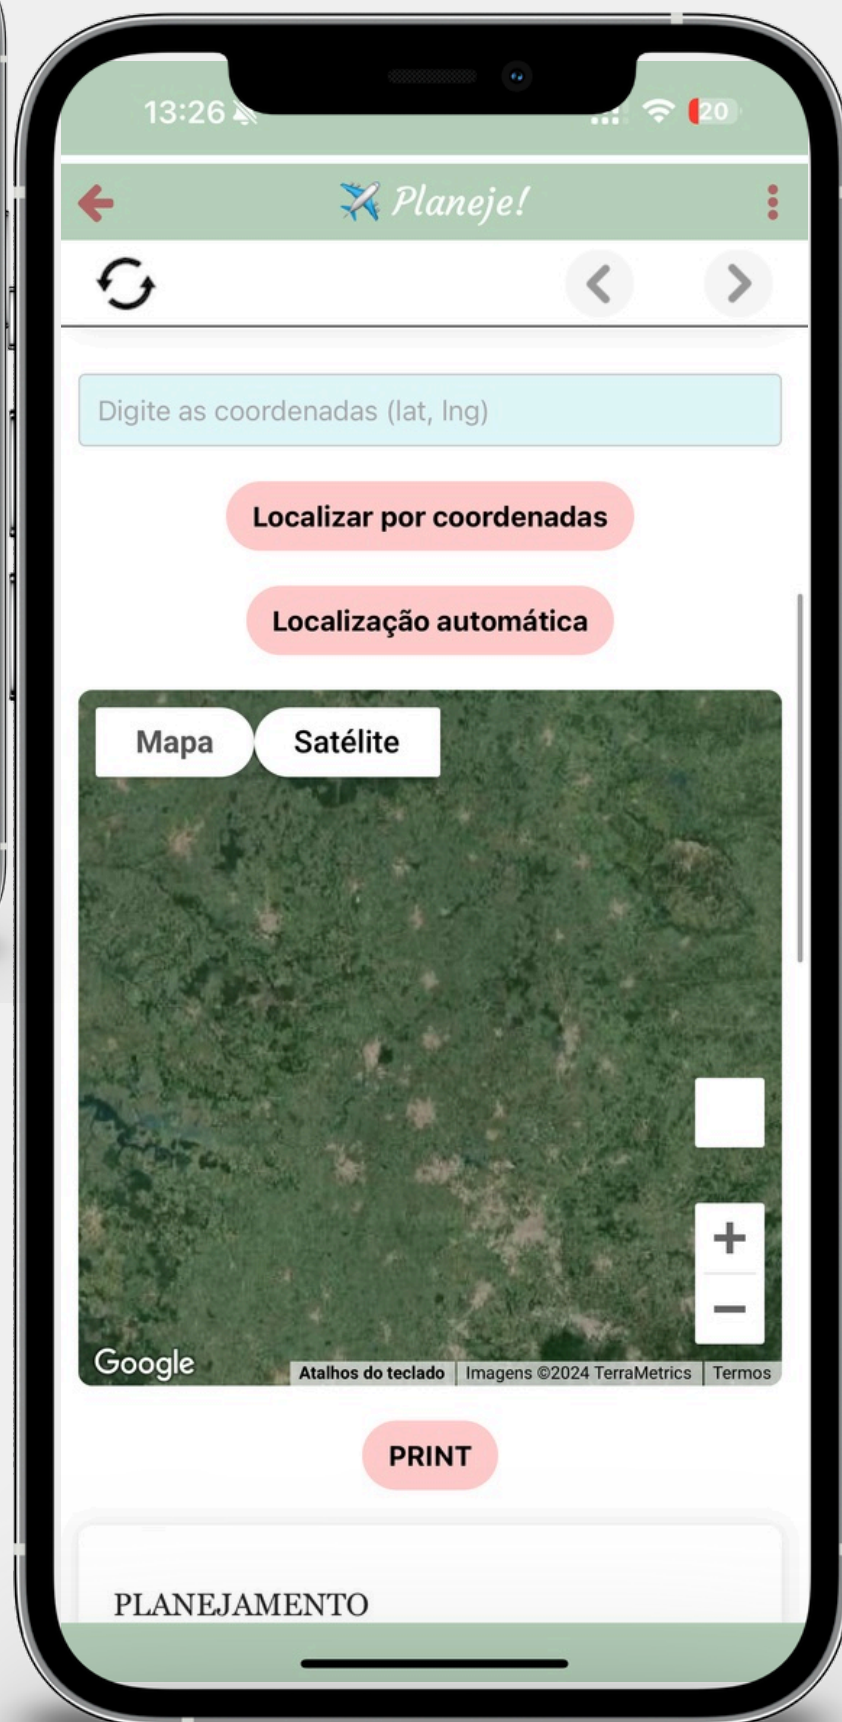 13:26
20
✈️ Planeje!
Digite as coordenadas (lat, lng)
Localizar por coordenadas
Localização automática
Mapa
Satélite
+
−
Google
Atalhos do teclado
Imagens ©2024 TerraMetrics
Termos
PRINT
PLANEJAMENTO